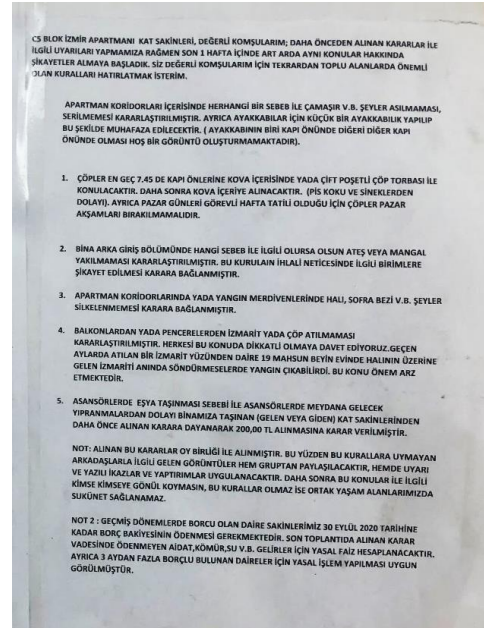 C5 BLOK İZMİR APARTMANI KAT SAKİNLERİ, DEĞERLİ KOMŞULARIM; DAHA ÖNCEDEN ALINAN KARARLAR İLE
İLGİLİ UYARILARI YAPMAMIZA RAĞMEN SON 1 HAFTA İÇİNDE ART ARDA AYNI KONULAR HAKKINDA
ŞİKAYETLER ALMAYA BAŞLADIK. SİZ DEĞERLİ KOMŞULARIM İÇİN TEKRARDAN TOPLU ALANLARDA ÖNEMLİ
OLAN KURALLARI HATIRLATMAK İSTERİM.
APARTMAN KORİDORLARI İÇERİSİNDE HERHANGİ BİR SEBEB İLE ÇAMAŞIR V.B. ŞEYLER ASILMAMASI,
SERİLMEMESİ KARARLAŞTIRILMIŞTIR. AYRICA AYAKKABILAR İÇİN KÜÇÜK BİR AYAKKABILIK YAPILIP
BU ŞEKİLDE MUHAFAZA EDİLECEKTİR. ( AYAKKABININ BİRİ KAPI ÖNÜNDE DİĞERİ DİĞER KAPI
ÖNÜNDE OLMASI HOŞ BİR GÖRÜNTÜ OLUŞTURMAMAKTADIR).
1. ÇÖPLER EN GEÇ 7.45 DE KAPI ÖNLERİNE KOVA İÇERİSİNDE YADA ÇİFT POŞETLİ ÇÖP TORBASI İLE
KONULACAKTIR. DAHA SONRA KOVA İÇERİYE ALINACAKTIR. (PİS KOKU VE SİNEKLERDEN
DOLAYI). AYRICA PAZAR GÜNLERİ GÖREVLİ HAFTA TATİLİ OLDUĞU İÇİN ÇÖPLER PAZAR
AKŞAMLARI BIRAKILMAMALIDIR.
2. BİNA ARKA GİRİŞ BÖLÜMÜNDE HANGİ SEBEB İLE İLGİLİ OLURSA OLSUN ATEŞ VEYA MANGAL
YAKILMAMASI KARARLAŞTIRILMIŞTIR. BU KURULAIN İHLALİ NETİCESİNDE İLGİLİ BİRİMLERE
ŞİKAYET EDİLMESİ KARARA BAĞLANMIŞTIR.
3. APARTMAN KORİDORLARINDA YADA YANGIN MERDİVENLERİNDE HALI, SOFRA BEZİ V.B. ŞEYLER
SİLKELENMEMESİ KARARA BAĞLANMIŞTIR.
4. BALKONLARDAN YADA PENCERELERDEN İZMARİT YADA ÇÖP ATILMAMASI
KARARLAŞTIRILMIŞTIR. HERKESİ BU KONUDA DİKKATLİ OLMAYA DAVET EDİYORUZ.GEÇEN
AYLARDA ATILAN BİR İZMARİT YÜZÜNDEN DAİRE 19 MAHSUN BEYİN EVİNDE HALININ ÜZERİNE
GELEN İZMARİTİ ANINDA SÖNDÜRMESELERDE YANGIN ÇIKABİLİRDİ. BU KONU ÖNEM ARZ
ETMEKTEDİR.
5. ASANSÖRLERDE EŞYA TAŞINMASI SEBEBİ İLE ASANSÖRLERDE MEYDANA GELECEK
YIPRANMALARDAN DOLAYI BİNAMIZA TAŞINAN (GELEN VEYA GİDEN) KAT SAKİNLERİNDEN
DAHA ÖNCE ALINAN KARARA DAYANARAK 200,00 TL ALINMASINA KARAR VERİLMİŞTİR.
NOT: ALINAN BU KARARLAR OY BİRLİĞİ İLE ALINMIŞTIR. BU YÜZDEN BU KURALLARA UYMAYAN
ARKADAŞLARLA İLGİLİ GELEN GÖRÜNTÜLER HEM GRUPTAN PAYLAŞILACAKTIR, HEMDE UYARI
VE YAZILI İKAZLAR VE YAPTIRIMLAR UYGULANACAKTIR. DAHA SONRA BU KONULAR İLE İLGİLİ
KİMSE KİMSEYE GÖNÜL KOYMASIN, BU KURALLAR OLMAZ İSE ORTAK YAŞAM ALANLARIMIZDA
SUKÜNET SAĞLANAMAZ.
NOT 2 : GEÇMİŞ DÖNEMLERDE BORCU OLAN DAİRE SAKİNLERİMİZ 30 EYLÜL 2020 TARİHİNE
KADAR BORÇ BAKİYESİNİN ÖDENMESİ GEREKMEKTEDİR. SON TOPLANTIDA ALINAN KARAR
VADESİNDE ÖDENMEYEN AİDAT,KÖMÜR,SU V.B. GELİRLER İÇİN YASAL FAİZ HESAPLANACAKTIR.
AYRICA 3 AYDAN FAZLA BORÇLU BULUNAN DAİRELER İÇİN YASAL İŞLEM YAPILMASI UYGUN
GÖRÜLMÜŞTÜR.